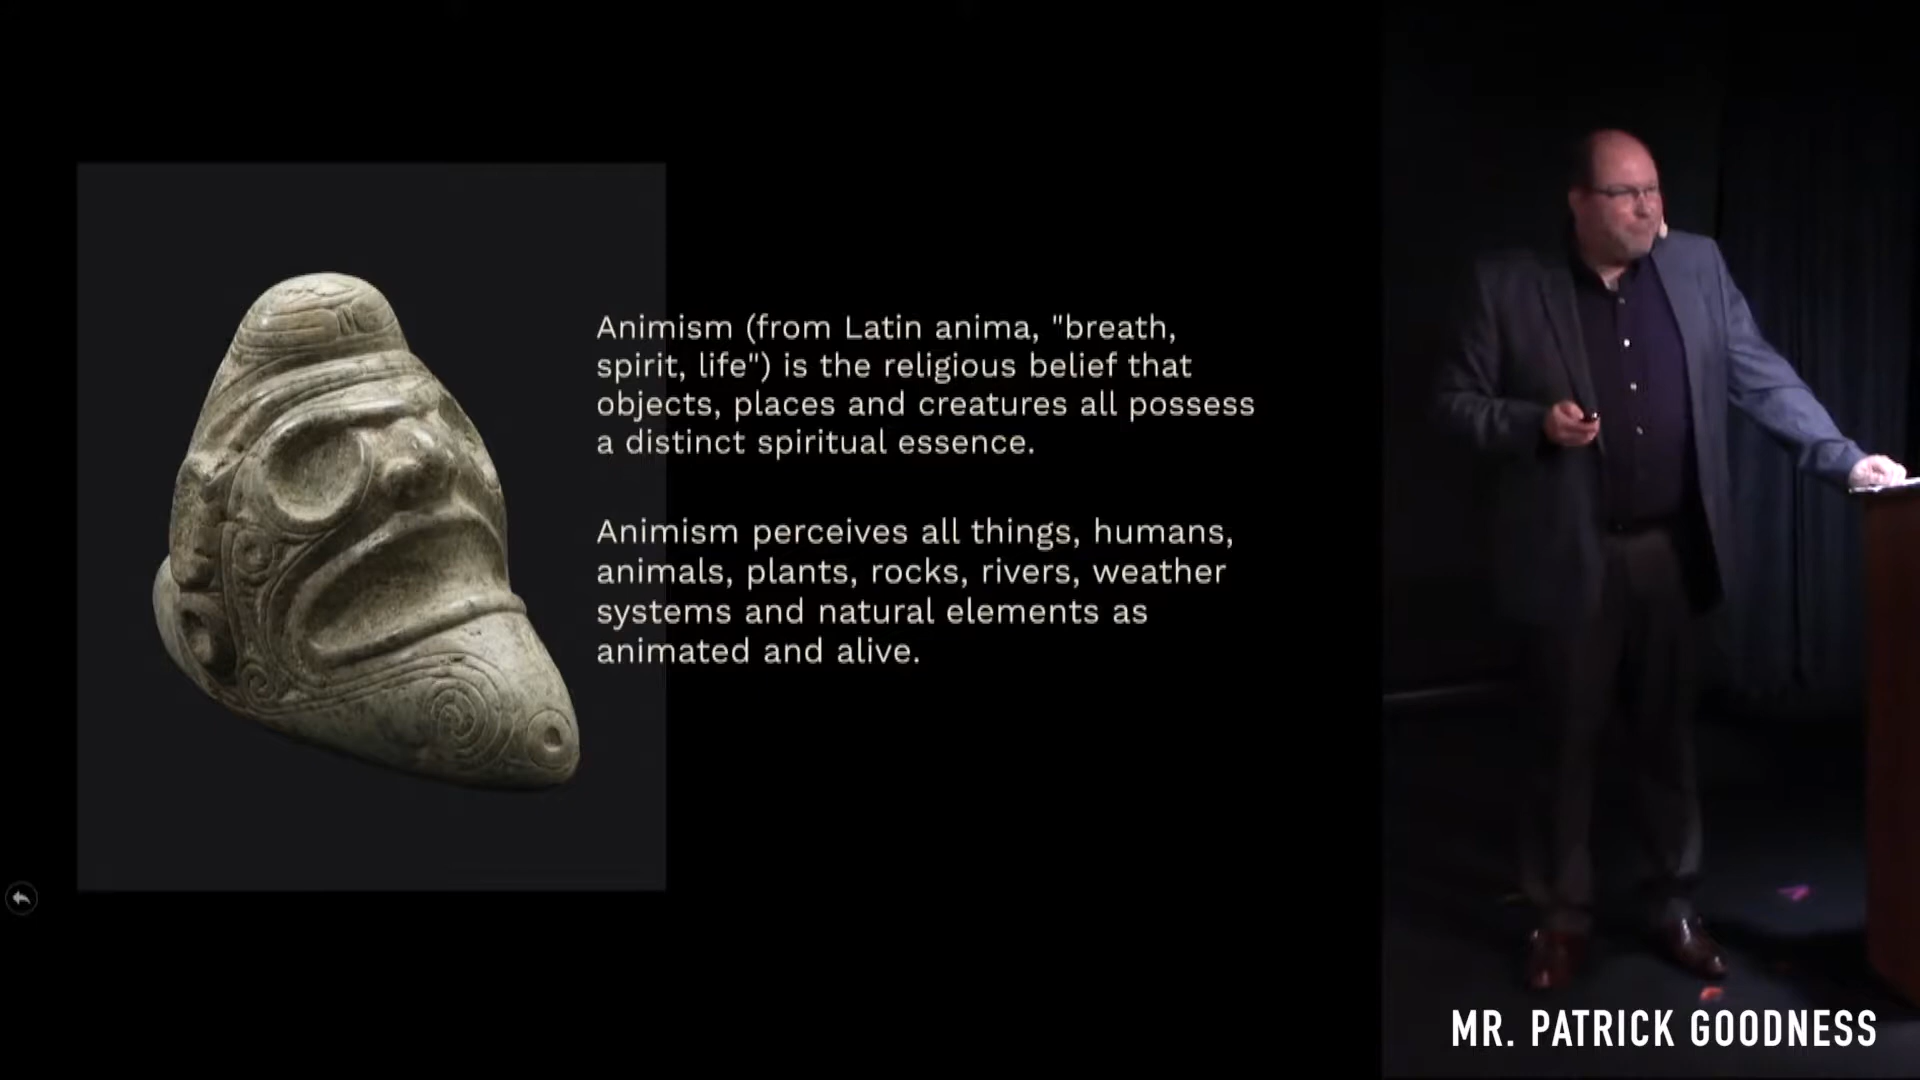 Animism (from Latin anima, "breath,
spirit, life") is the religious belief that
objects, places and creatures all possess
a distinct spiritual essence.
Animism perceives all things, humans,
animals, plants, rocks, rivers, weather
systems and natural elements as
animated and alive.
MR. PATRICK GOODNESS